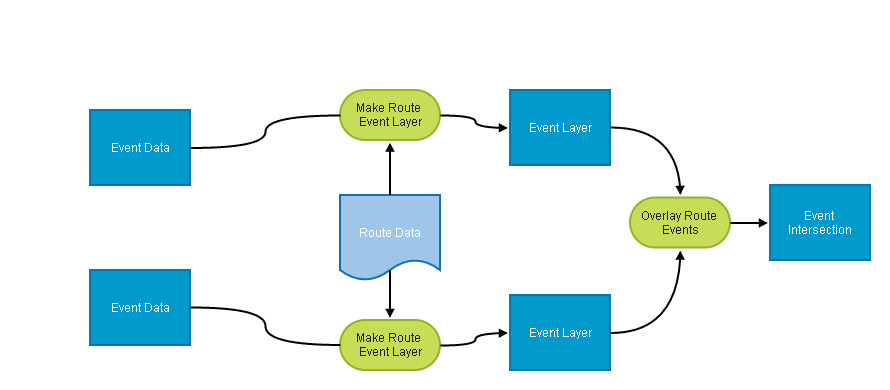 Make Route
Event Layer
Event Data
Event Layer
Route Data
Overlay Route
Events
Event
Intersection
Event Data
Make Route
Event Layer
Event Layer